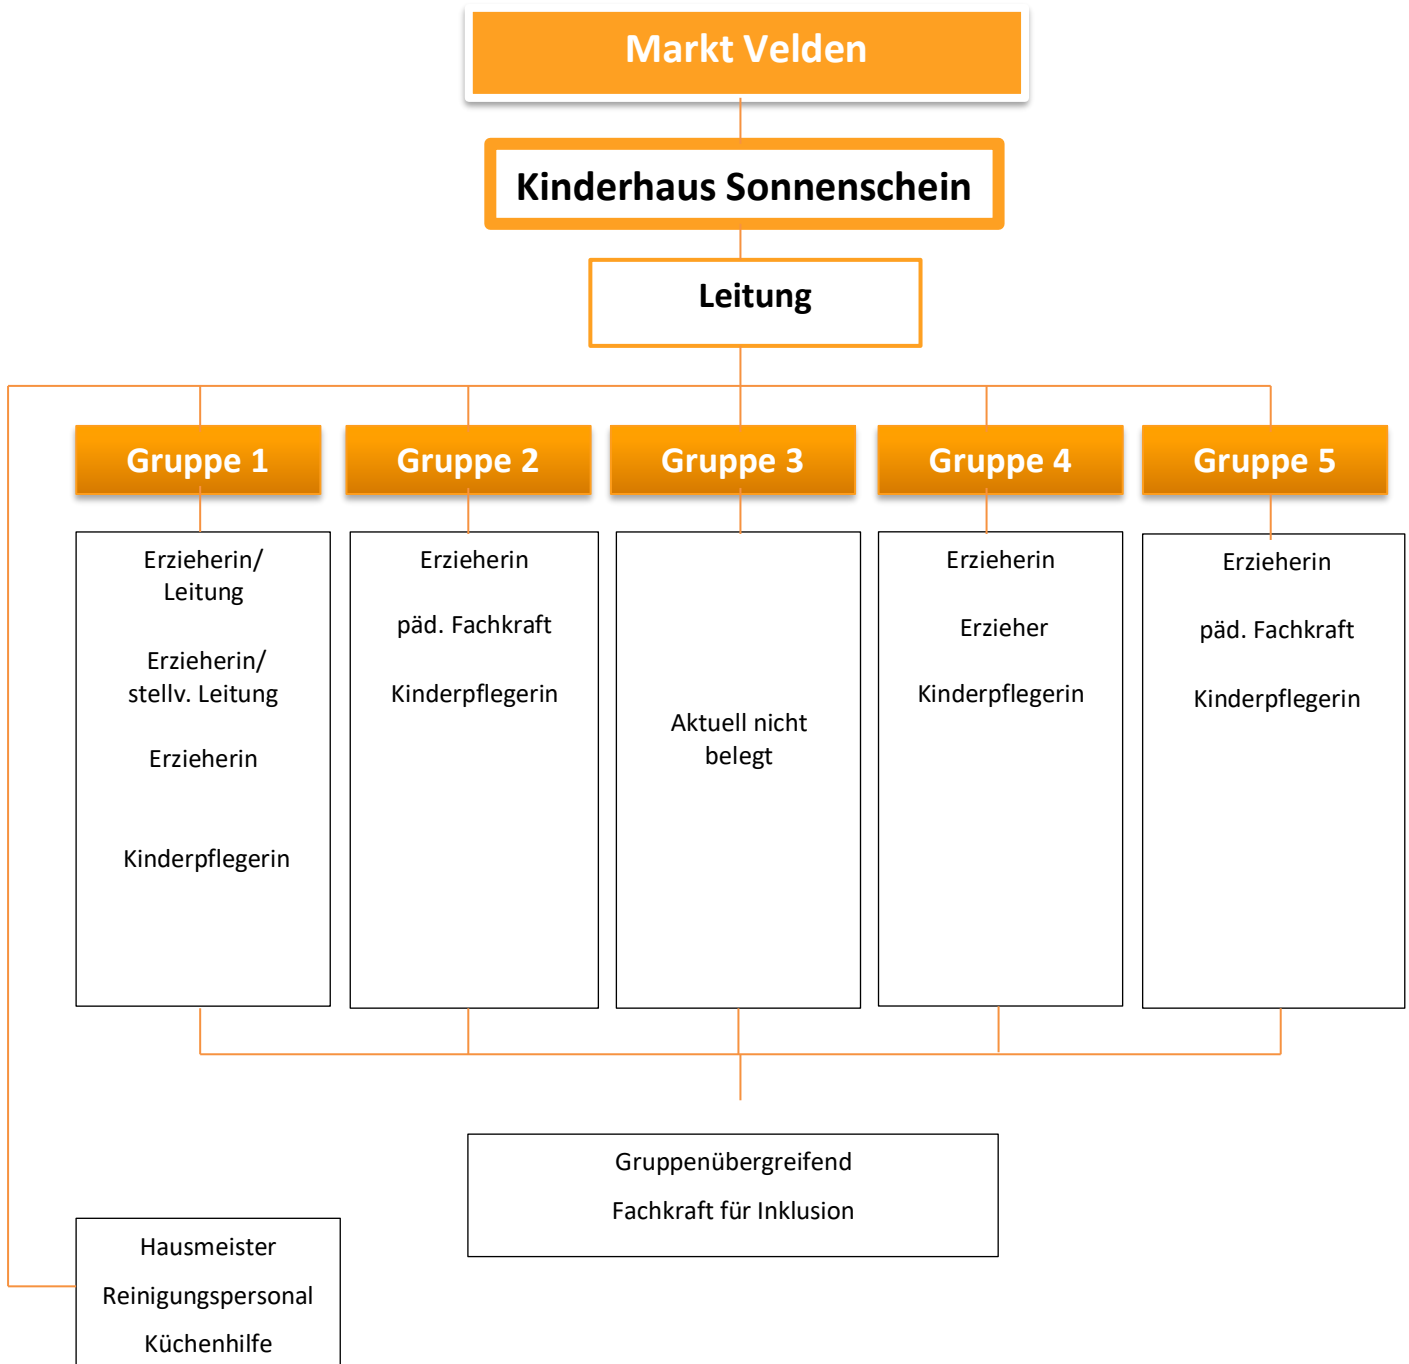 Markt Velden
Kinderhaus Sonnenschein
Leitung
Gruppe 1
Gruppe 2
Gruppe 3
Gruppe 4
Gruppe 5
Erzieherin/
Leitung
Erzieherin/
stellv. Leitung
Erzieherin
Kinderpflegerin
Erzieherin
päd. Fachkraft
Kinderpflegerin
Aktuell nicht
belegt
Erzieherin
Erzieher
Kinderpflegerin
Erzieherin
päd. Fachkraft
Kinderpflegerin
Gruppenübergreifend
Fachkraft für Inklusion
Hausmeister
Reinigungspersonal
Küchenhilfe